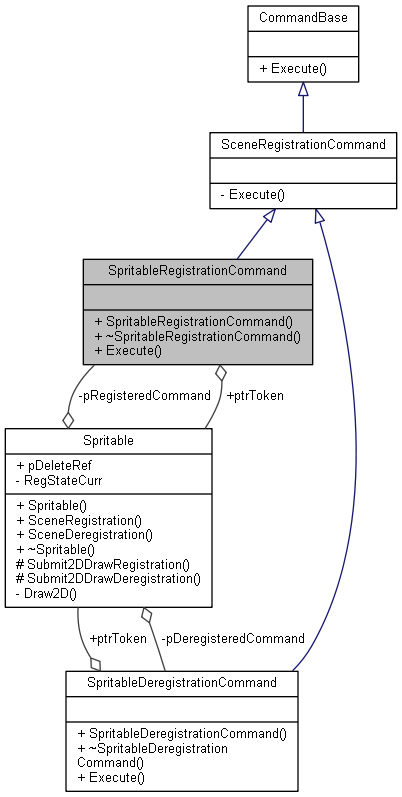 CommandBase
+ Execute()
SceneRegistrationCommand
- Execute()
SpritableRegistrationCommand
+ SpritableRegistrationCommand()
+ ~SpritableRegistrationCommand()
+ Execute()
-pRegisteredCommand
+ptrToken
Spritable
+ pDeleteRef
- RegStateCurr
+ Spritable()
+ SceneRegistration()
+ SceneDeregistration()
+ ~Spritable()
# Submit2DDrawRegistration()
# Submit2DDrawDeregistration()
- Draw2D()
+ptrToken
-pDeregisteredCommand
SpritableDeregistrationCommand
+ SpritableDeregistrationCommand()
+ ~SpritableDeregistration
Command()
+ Execute()